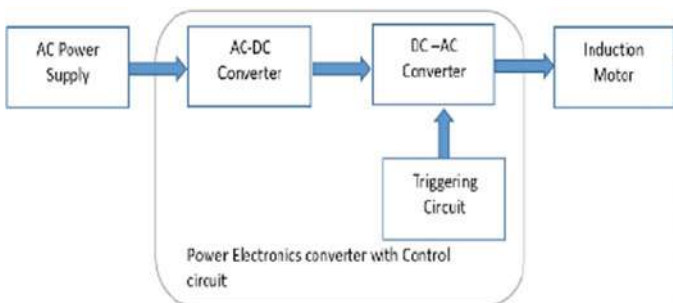 AC Power
Supply
AC-DC
Converter
DC –AC
Converter
Induction
Motor
Triggering
Circuit
Power Electronics converter with Control
circuit